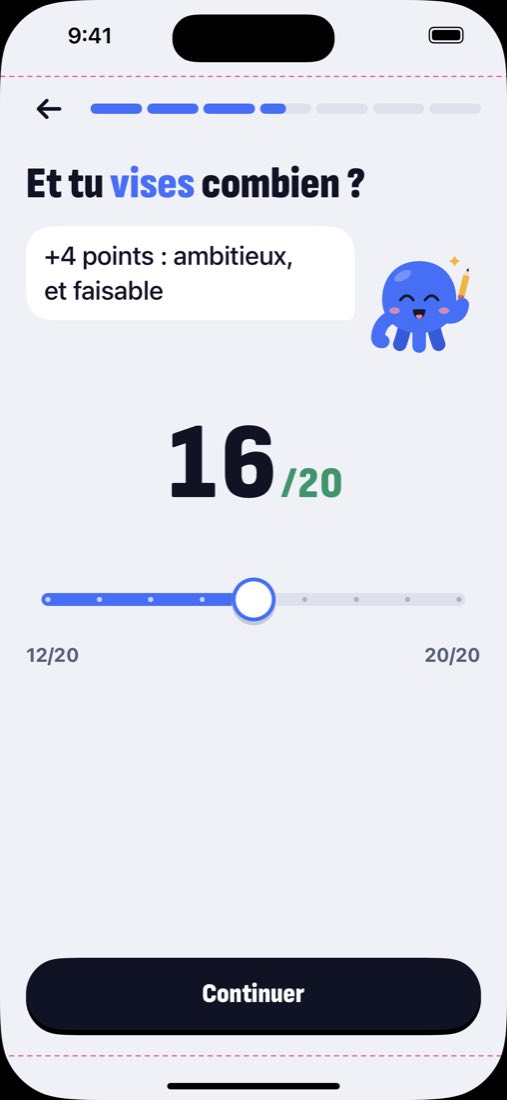 9:41
Et tu vises combien ?
+4 points : ambitieux,
et faisable
16/20
12/20
20/20
Continuer